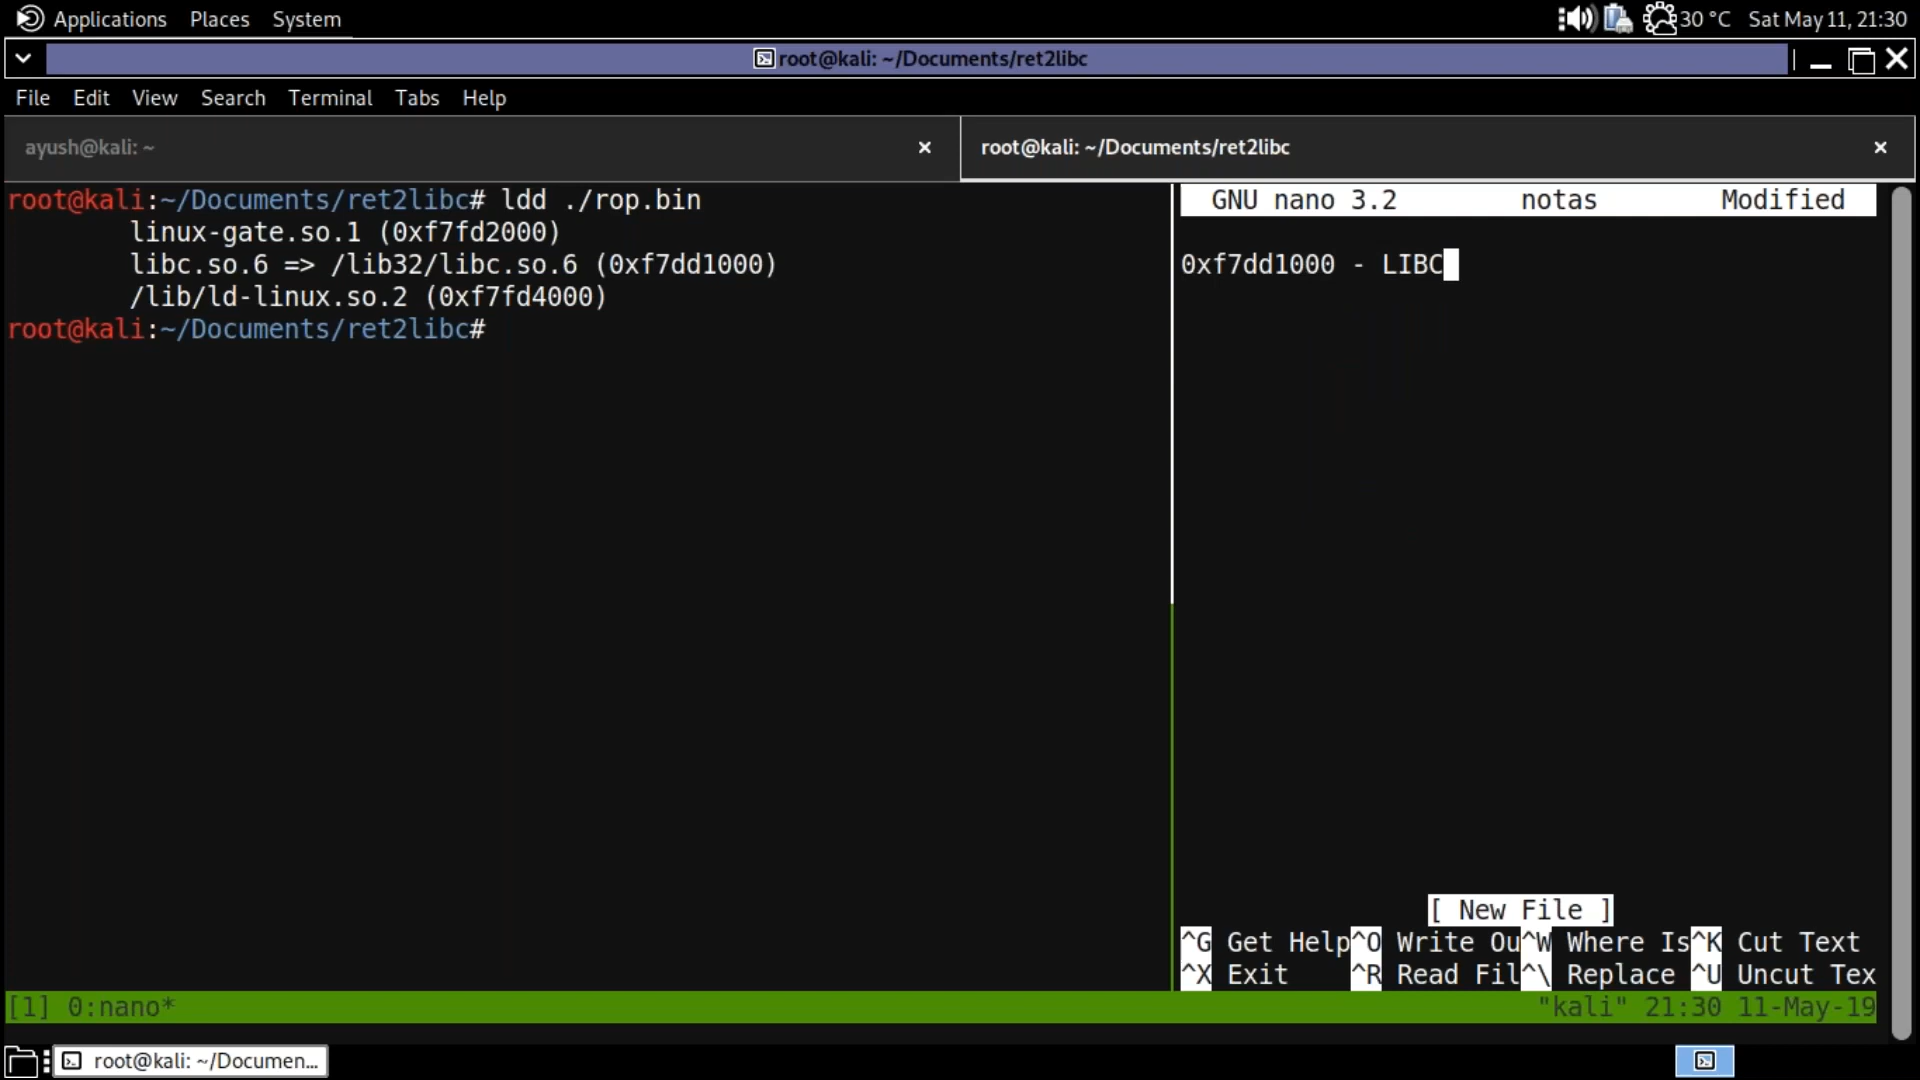 Applications Places System
30 °C Sat May 11, 21:30
root@kali: ~/Documents/ret2libc
File Edit View Search Terminal Tabs Help
ayush@kali: ~
root@kali: ~/Documents/ret2libc
root@kali:~/Documents/ret2libc# ldd ./rop.bin
linux-gate.so.1 (0xf7fd2000)
libc.so.6 => /lib32/libc.so.6 (0xf7dd1000)
/lib/ld-linux.so.2 (0xf7fd4000)
root@kali:~/Documents/ret2libc#
GNU nano 3.2 notas Modified
0xf7dd1000 - LIBC
[ New File ]
^G Get Help^O Write Ou^W Where Is^K Cut Text
^X Exit ^R Read Fil^\ Replace ^U Uncut Tex
[1] 0:nano* "kali" 21:30 11-May-19
root@kali: ~/Documen...